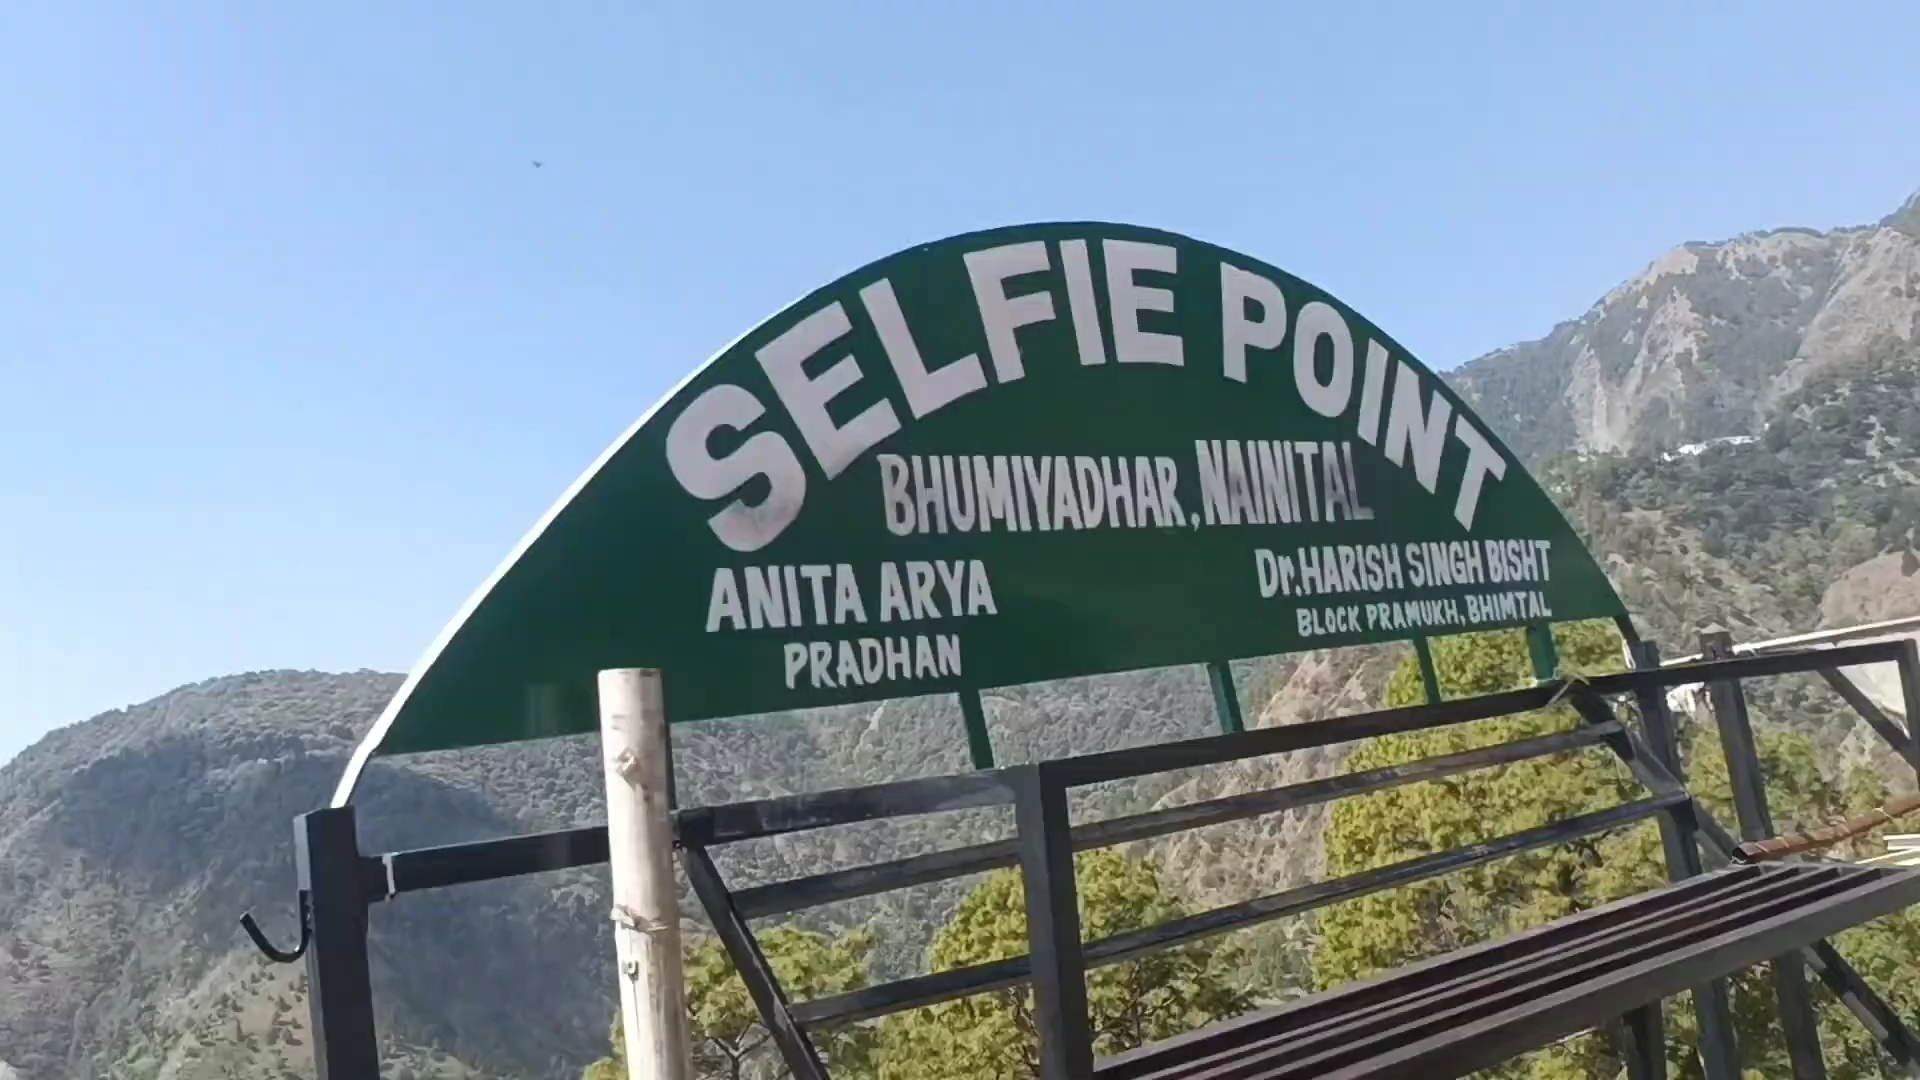 SELFIE POINT
BHUMIYADHAR, NAINITAL
ANITA ARYA
PRADHAN
Dr. HARISH SINGH BISHT
BLOCK PRAMUKH, BHIMTAL